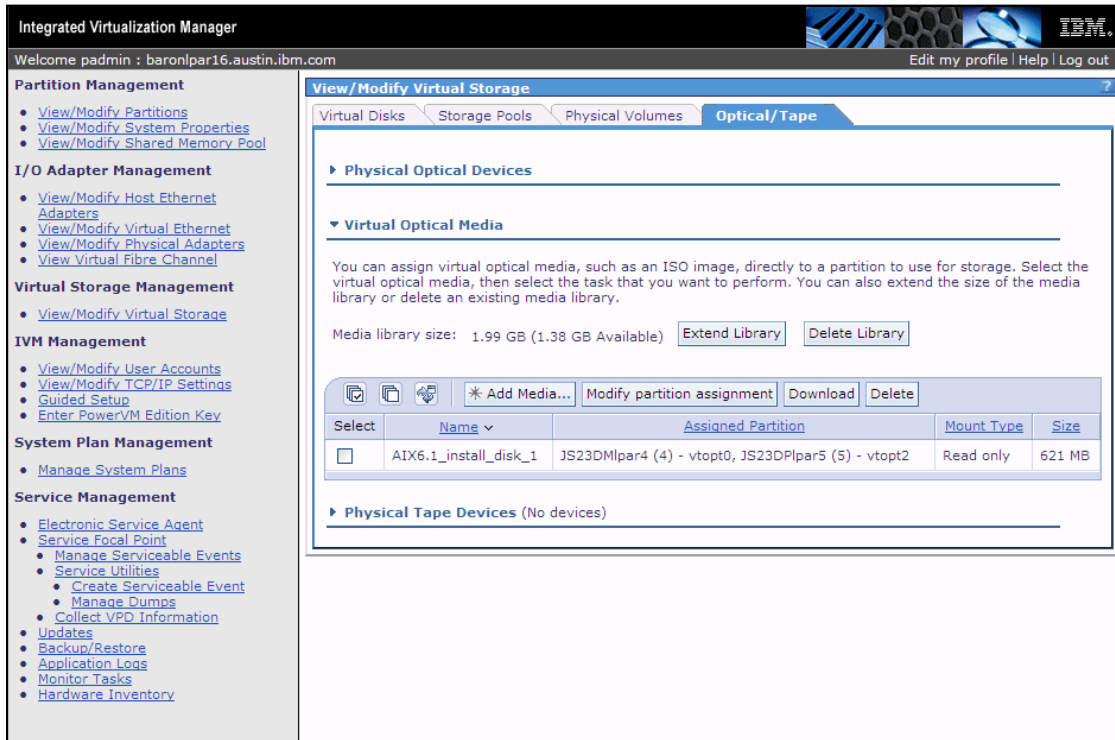 Integrated Virtualization Manager
IBM.
Welcome padmin : baronlpar16.austin.ibm.com
Edit my profile | Help | Log out
Partition Management
View/Modify Partitions
View/Modify System Properties
View/Modify Shared Memory Pool
I/O Adapter Management
View/Modify Host Ethernet
Adapters
View/Modify Virtual Ethernet
View/Modify Physical Adapters
View Virtual Fibre Channel
Virtual Storage Management
View/Modify Virtual Storage
IVM Management
View/Modify User Accounts
View/Modify TCP/IP Settings
Guided Setup
Enter PowerVM Edition Key
System Plan Management
Manage System Plans
Service Management
Electronic Service Agent
Service Focal Point
Manage Serviceable Events
Service Utilities
Create Serviceable Event
Manage Dumps
Collect VPD Information
Updates
Backup/Restore
Application Logs
Monitor Tasks
Hardware Inventory
View/Modify Virtual Storage ?
Virtual Disks Storage Pools Physical Volumes Optical/Tape
Physical Optical Devices
Virtual Optical Media
You can assign virtual optical media, such as an ISO image, directly to a partition to use for storage. Select the
virtual optical media, then select the task that you want to perform. You can also extend the size of the media
library or delete an existing media library.
Media library size: 1.99 GB (1.38 GB Available) Extend Library Delete Library
Add Media... Modify partition assignment Download Delete
Select Name Assigned Partition Mount Type Size
AIX6.1_install_disk_1 JS23DMlpar4 (4) - vtopt0, JS23DPlpar5 (5) - vtopt2 Read only 621 MB
Physical Tape Devices (No devices)